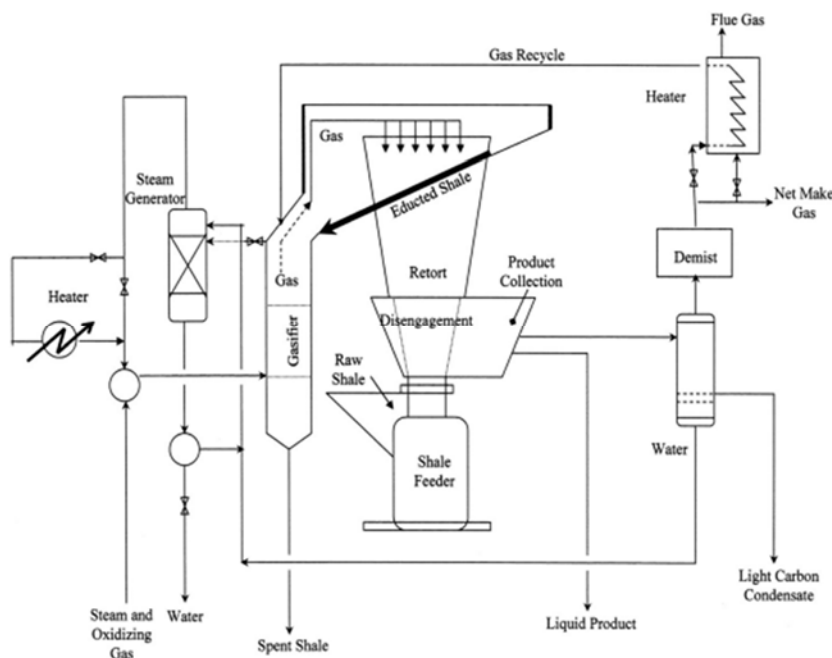 Flue Gas
Gas Recycle
Heater
Gas
Steam
Generator
Educted Shale
Net Make
Gas
Demist
Product
Collection
Retort
Gas
Heater
Disengagement
Gasifier
Raw
Shale
Shale
Feeder
Water
Light Carbon
Condensate
Steam and
Oxidizing
Gas
Water
Spent Shale
Liquid Product